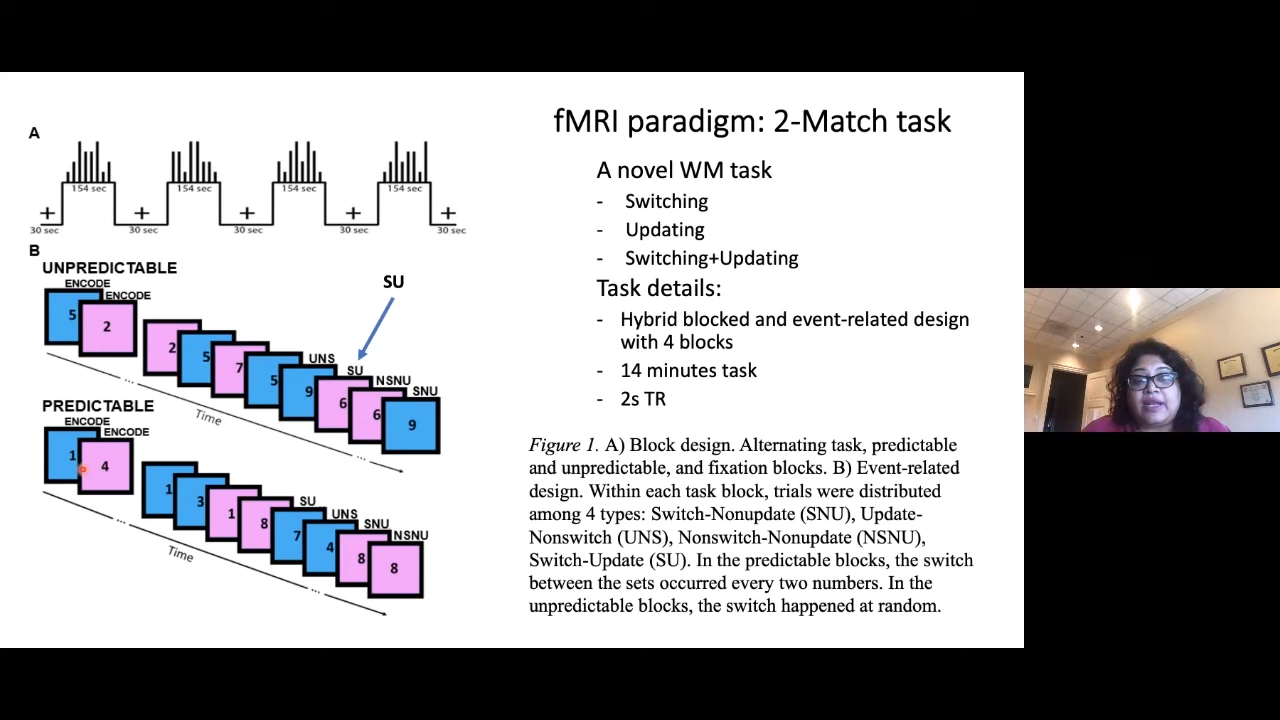 fMRI paradigm: 2-Match task
A
154 sec
154 sec
154 sec
154 sec
+
+
+
+
+
30 sec
30 sec
30 sec
30 sec
30 sec
B
UNPREDICTABLE
ENCODE
ENCODE
5
2
2
5
7
5
9
6
6
9
SU
UNS
SU
NSNU
SNU
Time
...
...
PREDICTABLE
ENCODE
ENCODE
1
4
1
3
1
8
7
4
8
8
SU
UNS
SNU
NSNU
Time
...
...
A novel WM task
- Switching
- Updating
- Switching+Updating
Task details:
- Hybrid blocked and event-related design
with 4 blocks
- 14 minutes task
- 2s TR
Figure 1. A) Block design. Alternating task, predictable
and unpredictable, and fixation blocks. B) Event-related
design. Within each task block, trials were distributed
among 4 types: Switch-Nonupdate (SNU), Update-
Nonswitch (UNS), Nonswitch-Nonupdate (NSNU),
Switch-Update (SU). In the predictable blocks, the switch
between the sets occurred every two numbers. In the
unpredictable blocks, the switch happened at random.